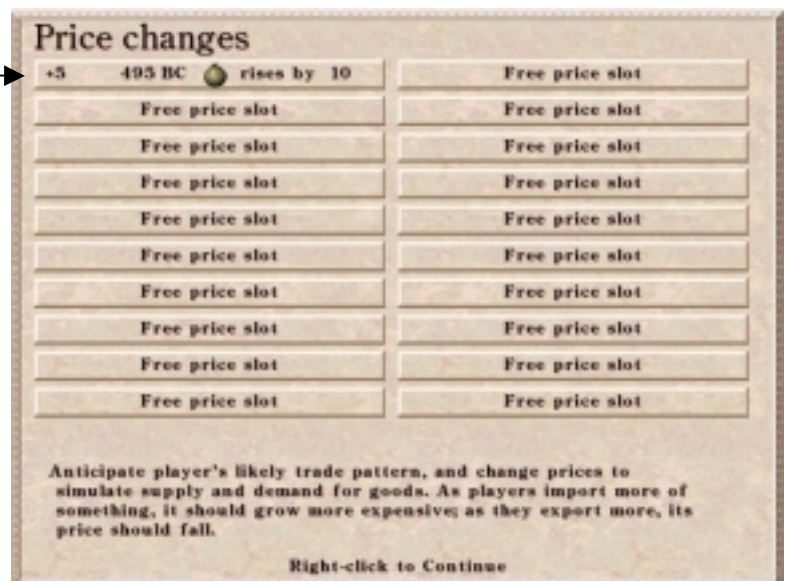 Price changes
+5 495 BC rises by 10 Free price slot
Free price slot Free price slot
Free price slot Free price slot
Free price slot Free price slot
Free price slot Free price slot
Free price slot Free price slot
Free price slot Free price slot
Free price slot Free price slot
Free price slot Free price slot
Free price slot Free price slot
Anticipate player's likely trade pattern, and change prices to
simulate supply and demand for goods. As players import more of
something, it should grow more expensive; as they export more, its
price should fall.
Right-click to Continue